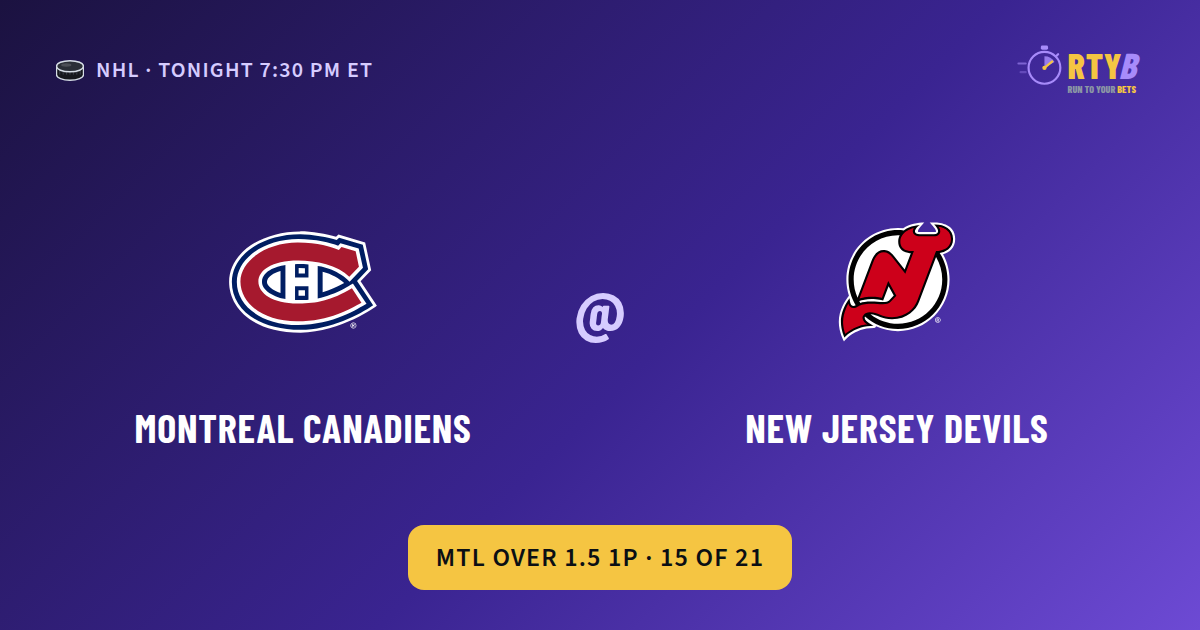 NHL · TONIGHT 7:30 PM ET
RTYB
RUN TO YOUR BETS
@
MONTREAL CANADIENS
NEW JERSEY DEVILS
MTL OVER 1.5 1P · 15 OF 21